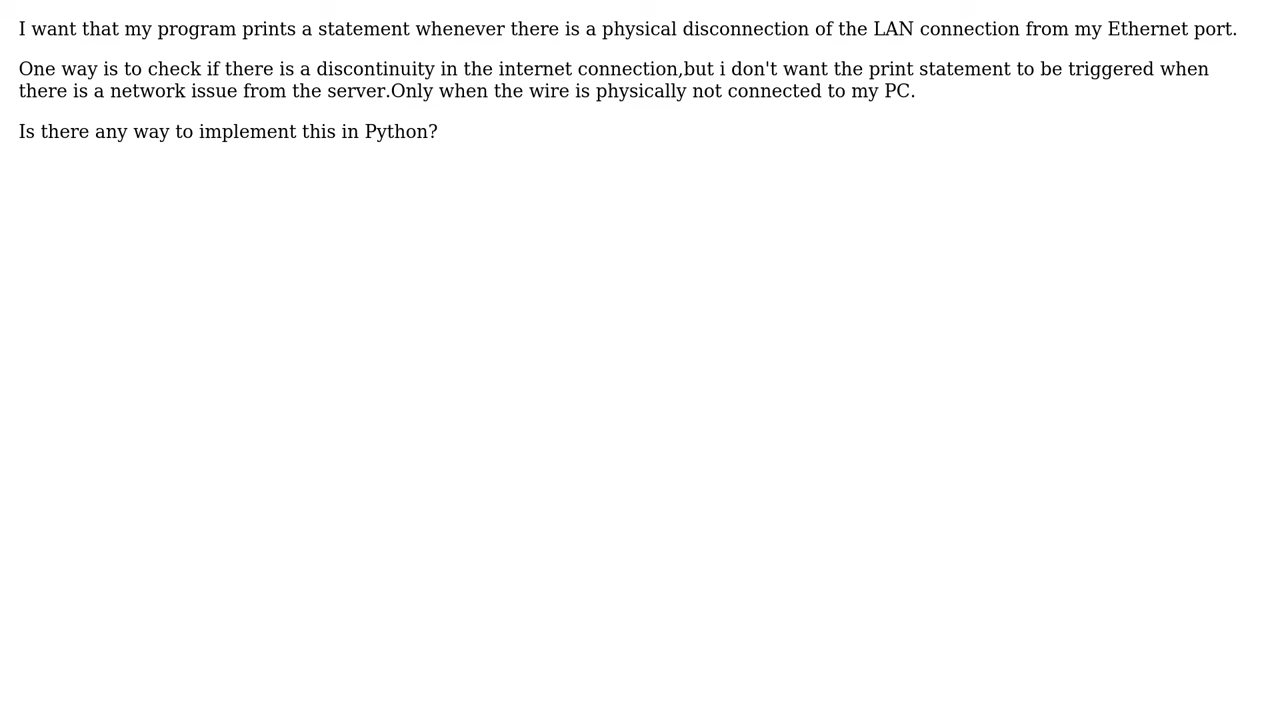 I want that my program prints a statement whenever there is a physical disconnection of the LAN connection from my Ethernet port.
One way is to check if there is a discontinuity in the internet connection,but i don't want the print statement to be triggered when
there is a network issue from the server.Only when the wire is physically not connected to my PC.
Is there any way to implement this in Python?